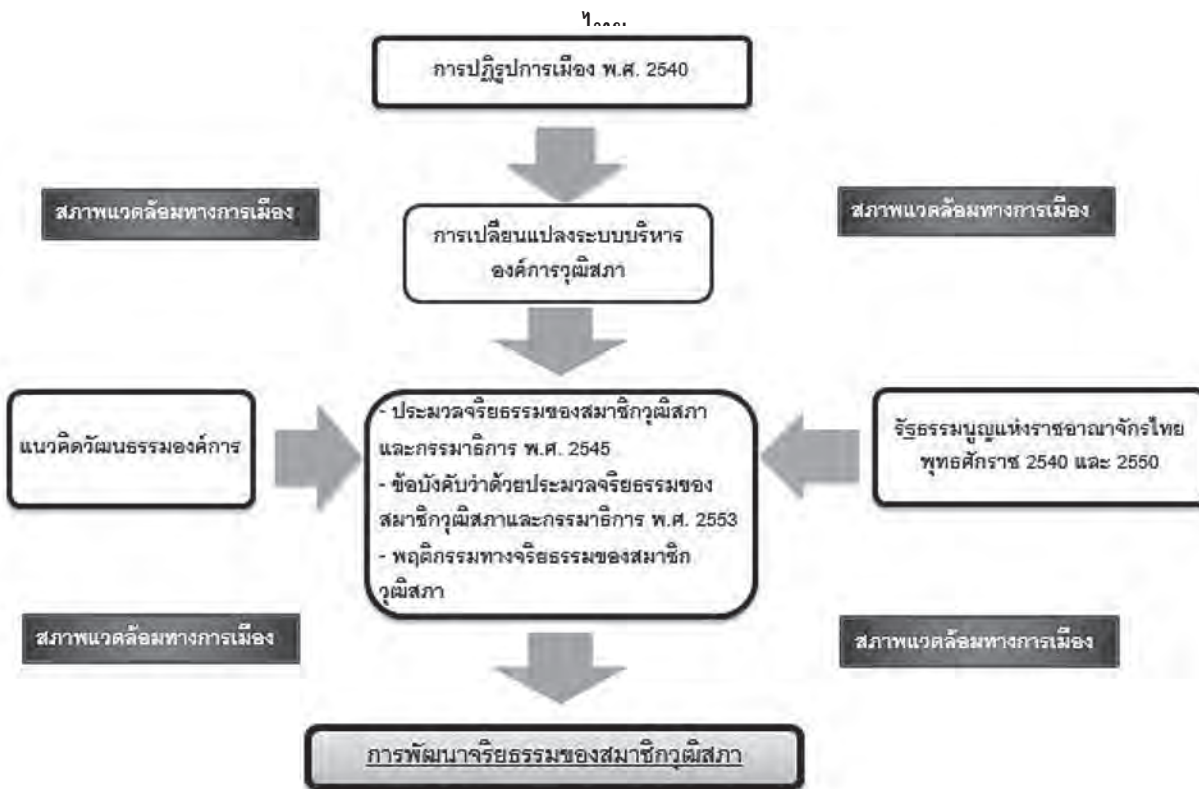 การปฏิรูปการเมือง พ.ศ. 2540
สภาพแวดล้อมทางการเมือง
สภาพแวดล้อมทางการเมือง
การเปลี่ยนแปลงระบบบริหาร
องค์การวุฒิสภา
แนวคิดวัฒนธรรมองค์การ
- ประมวลจริยธรรมของสมาชิกวุฒิสภา
และกรรมาธิการ พ.ศ. 2545
- ข้อบังคับว่าด้วยประมวลจริยธรรมของ
สมาชิกวุฒิสภาและกรรมาธิการ พ.ศ. 2553
- พฤติกรรมทางจริยธรรมของสมาชิก
วุฒิสภา
รัฐธรรมนูญแห่งราชอาณาจักรไทย
พุทธศักราช 2540 และ 2550
สภาพแวดล้อมทางการเมือง
สภาพแวดล้อมทางการเมือง
การพัฒนาจริยธรรมของสมาชิกวุฒิสภา